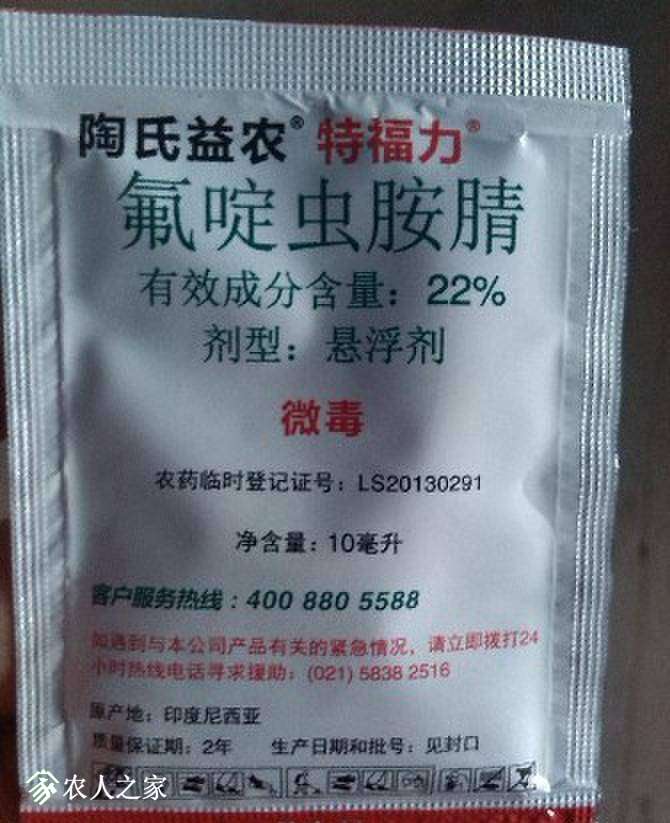 陶氏益农® 特福力®
氟啶虫胺腈
有效成分含量：22%
剂型：悬浮剂
微毒
农药临时登记证号：LS20130291
净含量：10毫升
客户服务热线：400 880 5588
如遇到与本公司产品有关的紧急情况，请立即拨打24
小时热线电话寻求援助：(021) 5838 2516
原产地：印度尼西亚
质量保证期：2年 生产日期和批号：见封口
农人之家